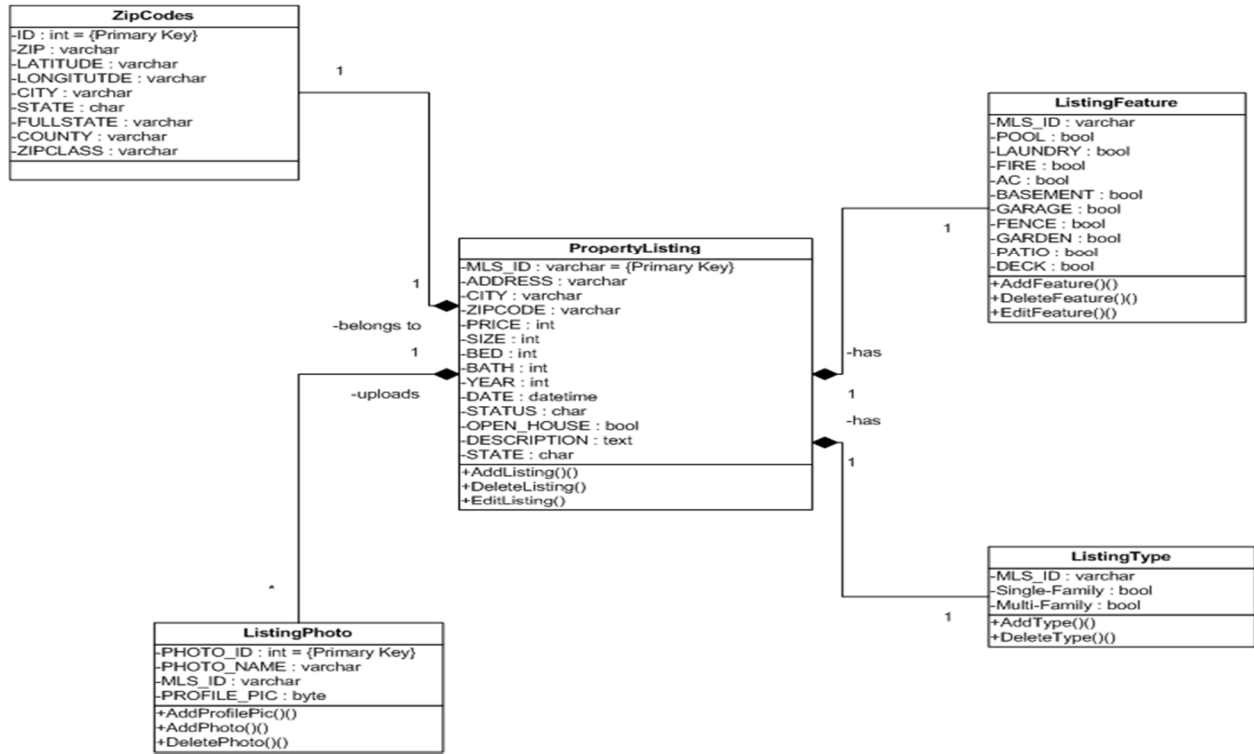 ZipCodes
-ID : int = {Primary Key}
-ZIP : varchar
-LATITUDE : varchar
-LONGITUTDE : varchar
-CITY : varchar
-STATE : char
-FULLSTATE : varchar
-COUNTY : varchar
-ZIPCLASS : varchar
1
1
-belongs to
PropertyListing
-MLS_ID : varchar = {Primary Key}
-ADDRESS : varchar
-CITY : varchar
-ZIPCODE : varchar
-PRICE : int
-SIZE : int
-BED : int
-BATH : int
-YEAR : int
-DATE : datetime
-STATUS : char
-OPEN_HOUSE : bool
-DESCRIPTION : text
-STATE : char
+AddListing()()
+DeleteListing()
+EditListing()
ListingFeature
-MLS_ID : varchar
-POOL : bool
-LAUNDRY : bool
-FIRE : bool
-AC : bool
-BASEMENT : bool
-GARAGE : bool
-FENCE : bool
-GARDEN : bool
-PATIO : bool
-DECK : bool
+AddFeature()()
+DeleteFeature()()
+EditFeature()()
1
-has
1
1
-uploads
*
ListingPhoto
-PHOTO_ID : int = {Primary Key}
-PHOTO_NAME : varchar
-MLS_ID : varchar
-PROFILE_PIC : byte
+AddProfilePic()()
+AddPhoto()()
+DeletePhoto()()
-has
1
1
ListingType
-MLS_ID : varchar
-Single-Family : bool
-Multi-Family : bool
+AddType()()
+DeleteType()()